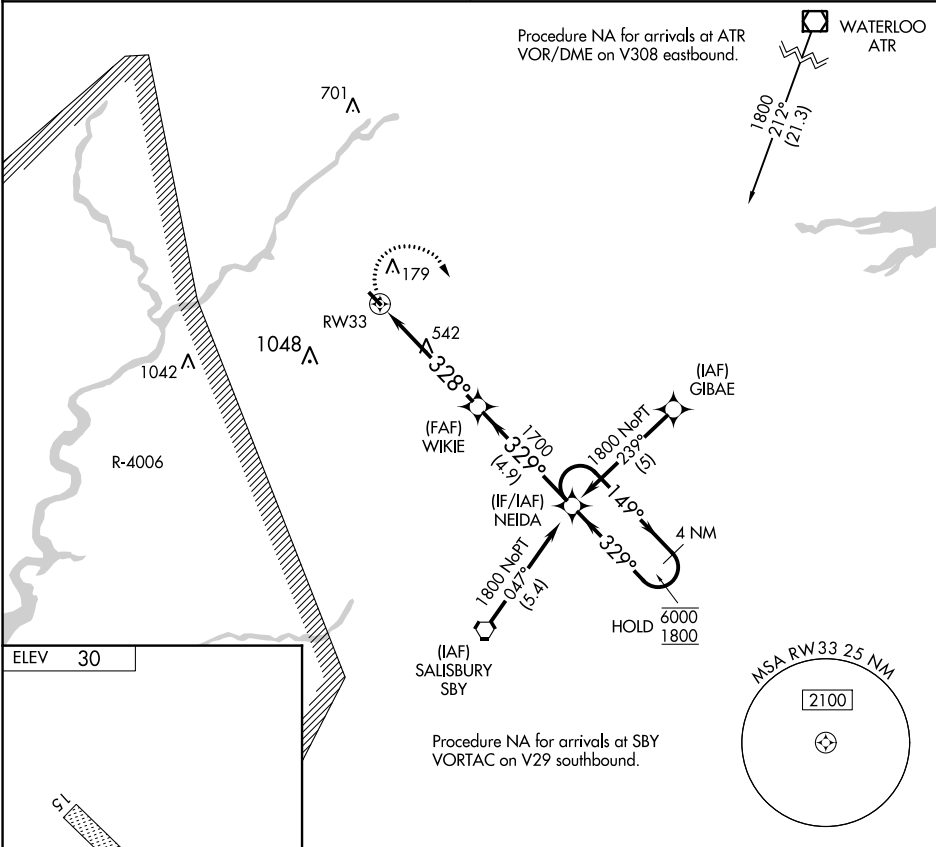 Procedure NA for arrivals at ATR
VOR/DME on V308 eastbound.
WATERLOO
ATR
1800
212°
(21.3)
701
179
RW33
542
1048
1042
328°
(FAF)
WIKIE
1700
329°
(4.9)
(IAF)
GIBAE
1800 NoPT
239°
(5)
R-4006
(IF/IAF)
NEIDA
149°
4 NM
329°
1800 NoPT
047°
(5.4)
HOLD
6000
1800
(IAF)
SALISBURY
SBY
ELEV 30
MSA RW33 25 NM
2100
Procedure NA for arrivals at SBY
VORTAC on V29 southbound.
15